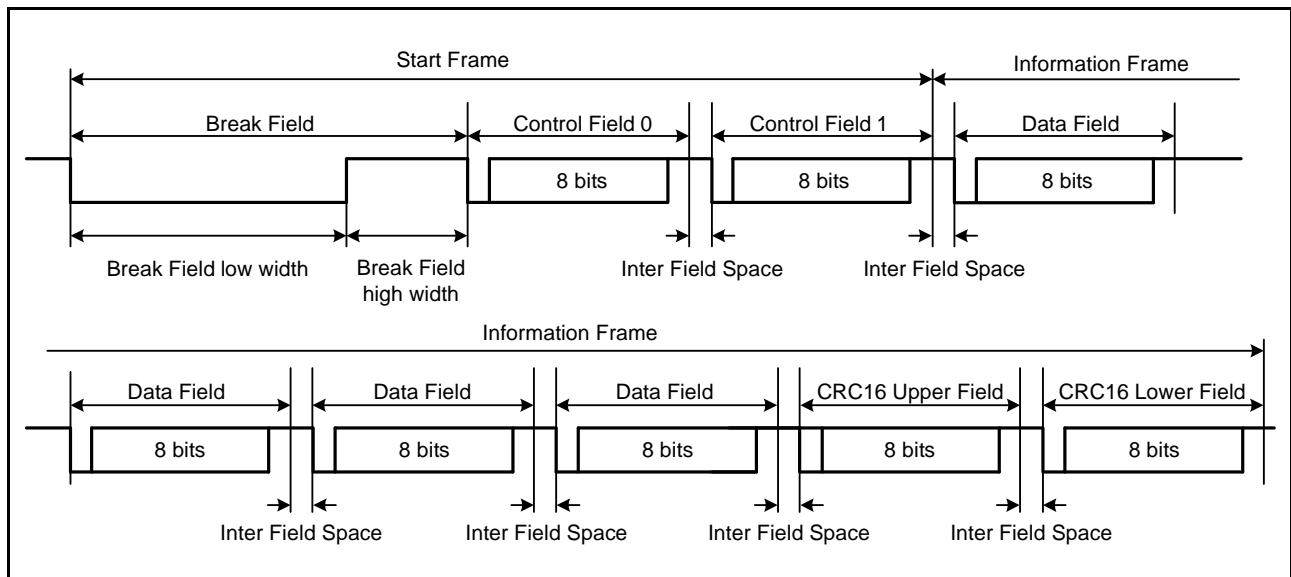 Start Frame
Information Frame
Break Field
Control Field 0
Control Field 1
Data Field
8 bits
8 bits
8 bits
Break Field low width
Break Field
high width
Inter Field Space
Inter Field Space
Information Frame
Data Field
Data Field
Data Field
CRC16 Upper Field
CRC16 Lower Field
8 bits
8 bits
8 bits
8 bits
8 bits
Inter Field Space
Inter Field Space
Inter Field Space
Inter Field Space